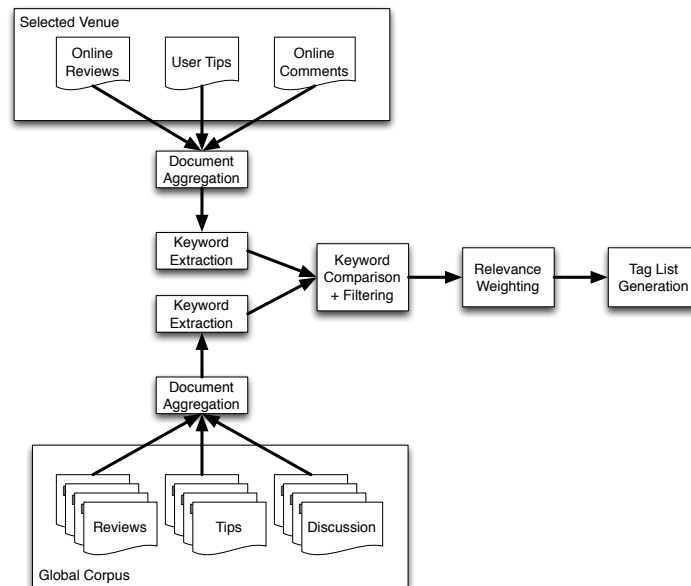 Selected Venue
Online
Reviews
User Tips
Online
Comments
Document
Aggregation
Keyword
Extraction
Keyword
Extraction
Keyword
Comparison
+ Filtering
Relevance
Weighting
Tag List
Generation
Document
Aggregation
Reviews
Tips
Discussion
Global Corpus